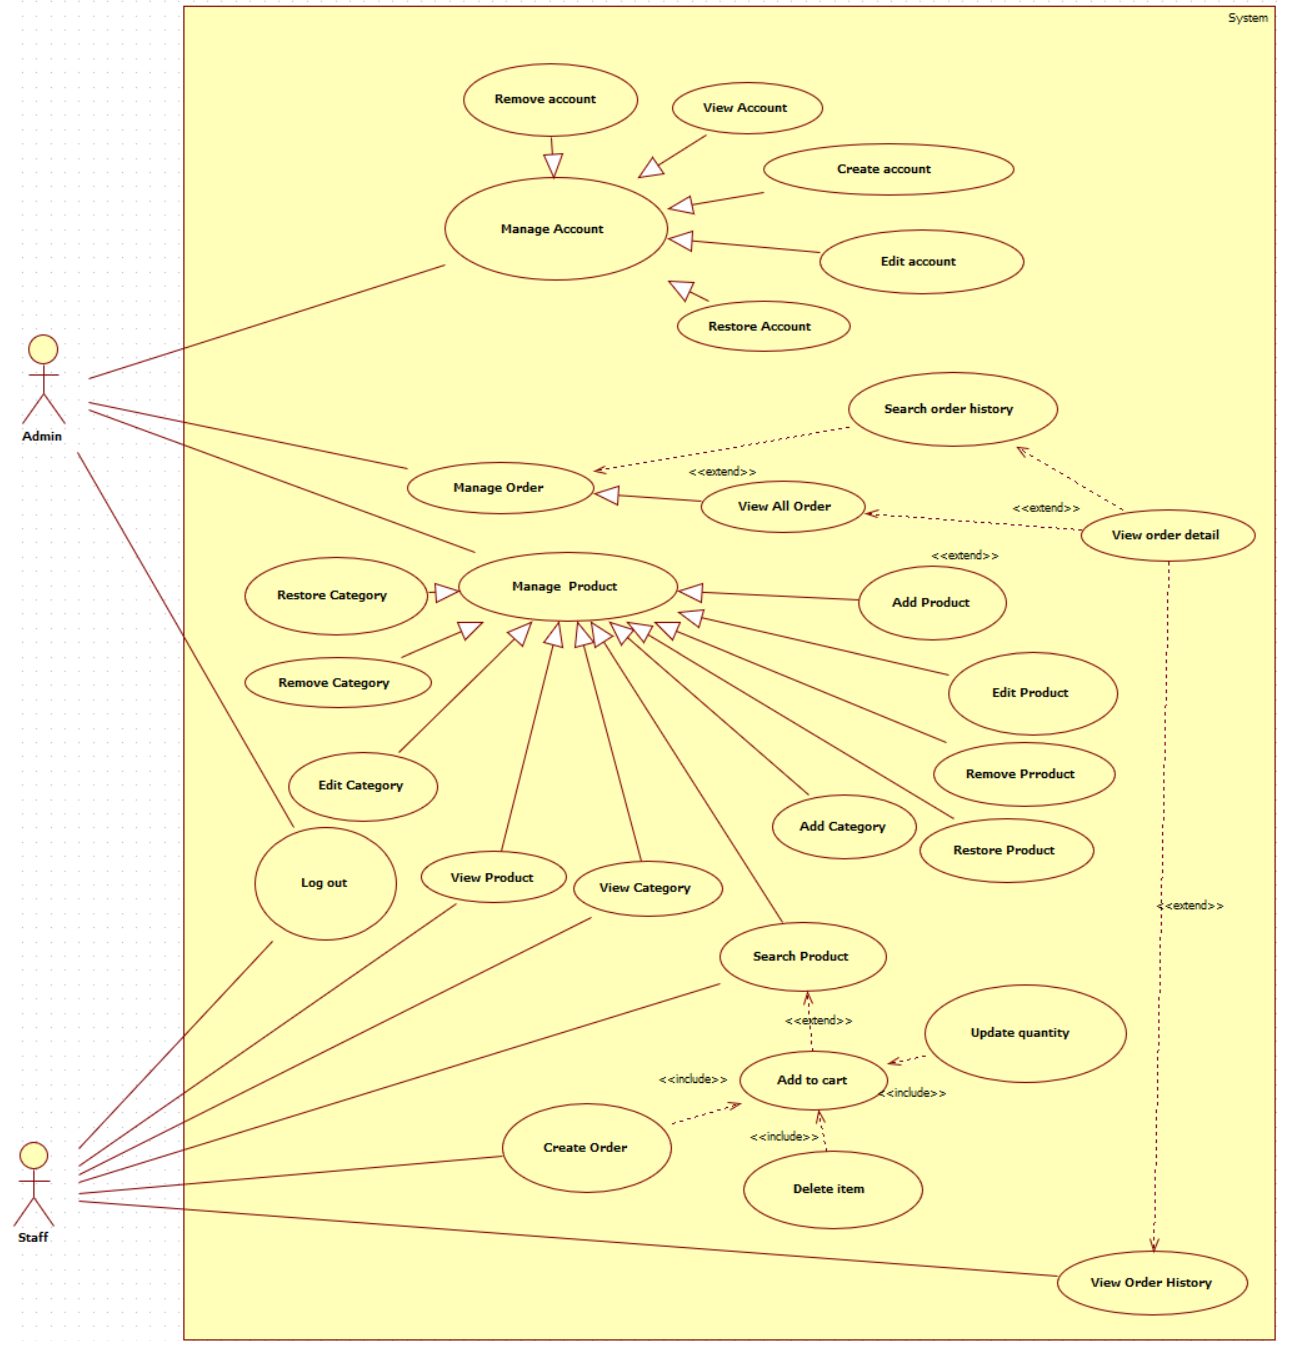 System
Remove account
View Account
Create account
Manage Account
Edit account
Restore Account
Admin
Search order history
<<extend>>
Manage Order
View All Order
<<extend>>
View order detail
<<extend>>
Manage  Product
Restore Category
Add Product
Remove Category
Edit Product
Remove Prroduct
Edit Category
Add Category
Restore Product
Log out
View Product
View Category
<<extend>>
Search Product
<<extend>>
Update quantity
<<include>>
Add to cart
<<include>>
<<include>>
Create Order
Delete item
Staff
View Order History